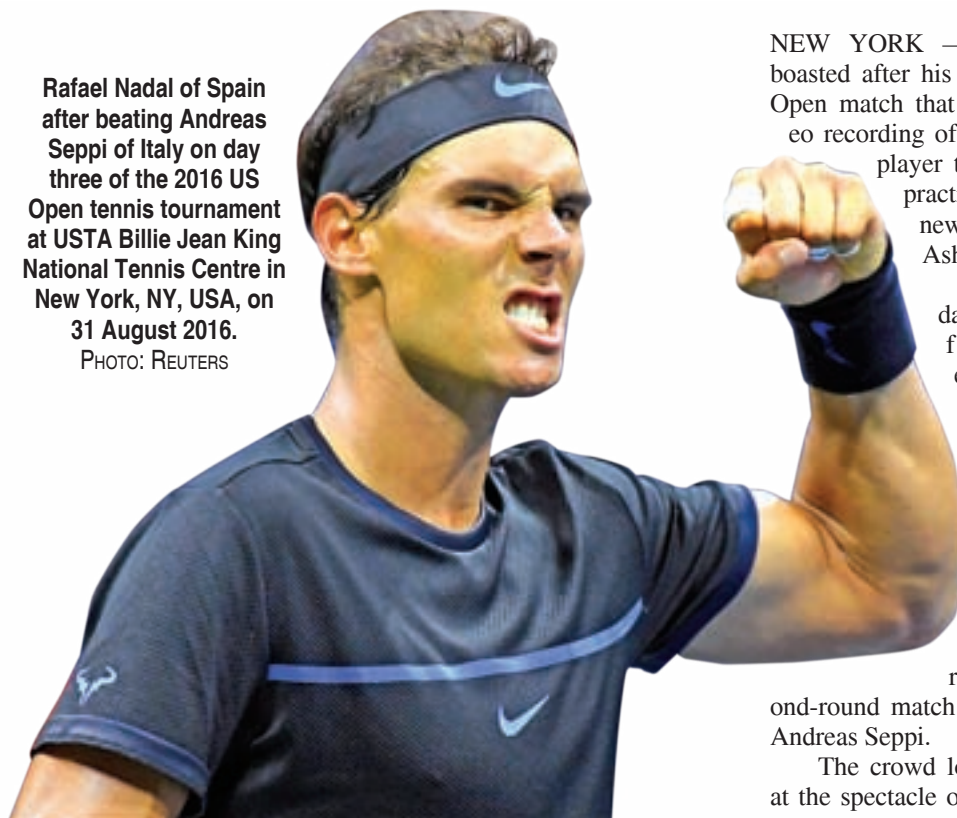 Rafael Nadal of Spain
after beating Andreas
Seppi of Italy on day
three of the 2016 US
Open tennis tournament
at USTA Billie Jean King
National Tennis Centre in
New York, NY, USA, on
31 August 2016.
PHOTO: REUTERS
NEW YORK —
boasted after his
Open match that
eo recording of
player t
practi
new
Ash
da
f
r
ond-round match
Andreas Seppi.
The crowd lo
at the spectacle o